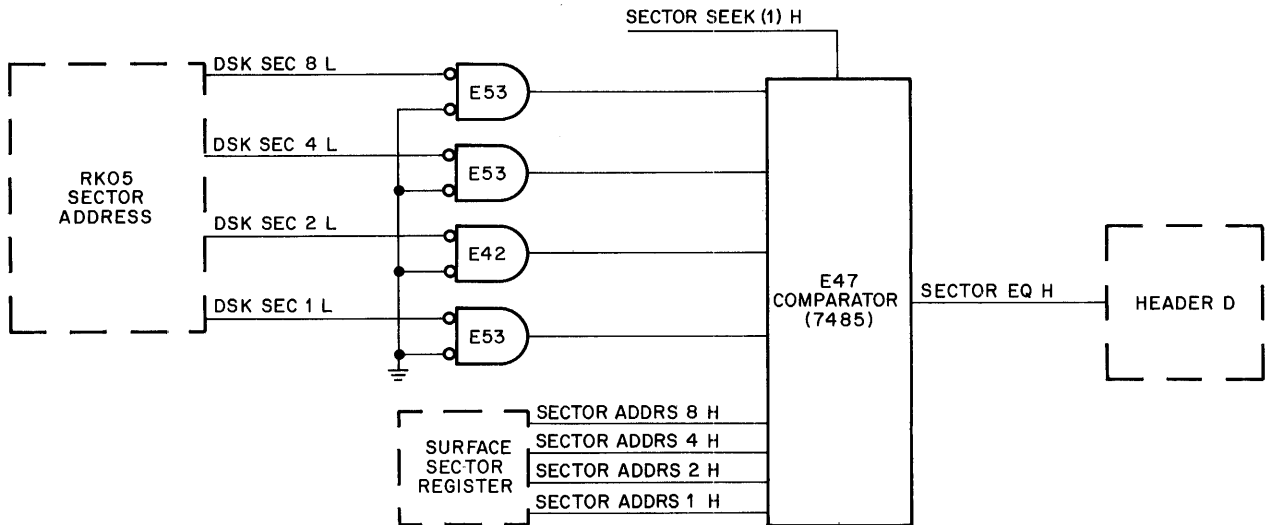 SECTOR SEEK (1) H
DSK SEC 8 L
E53
DSK SEC 4 L
E53
RK05
SECTOR
ADDRESS
DSK SEC 2 L
E42
DSK SEC 1 L
E53
E47
COMPARATOR
(7485)
SECTOR EQ H
HEADER D
SURFACE
SECTOR
REGISTER
SECTOR ADDRS 8 H
SECTOR ADDRS 4 H
SECTOR ADDRS 2 H
SECTOR ADDRS 1 H